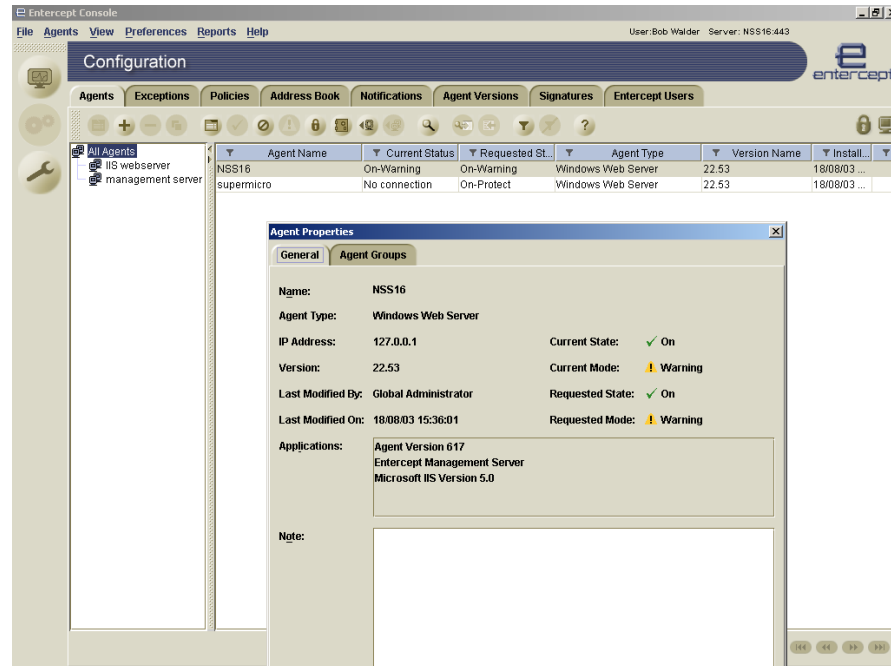 Entercept Console
File Agents View Preferences Reports Help User:Bob Walder Server: NSS16:443
Configuration
entercept
Agents Exceptions Policies Address Book Notifications Agent Versions Signatures Entercept Users
All Agents
IIS webserver
management server
Agent Name Current Status Requested St... Agent Type Version Name Install...
NSS16 On-Warning On-Warning Windows Web Server 22.53 18/08/03 ...
supermicro No connection On-Protect Windows Web Server 22.53 18/08/03 ...
Agent Properties
General Agent Groups
Name: NSS16
Agent Type: Windows Web Server
IP Address: 127.0.0.1 Current State: On
Version: 22.53 Current Mode: Warning
Last Modified By: Global Administrator Requested State: On
Last Modified On: 18/08/03 15:36:01 Requested Mode: Warning
Applications: Agent Version 617
Entercept Management Server
Microsoft IIS Version 5.0
Note: